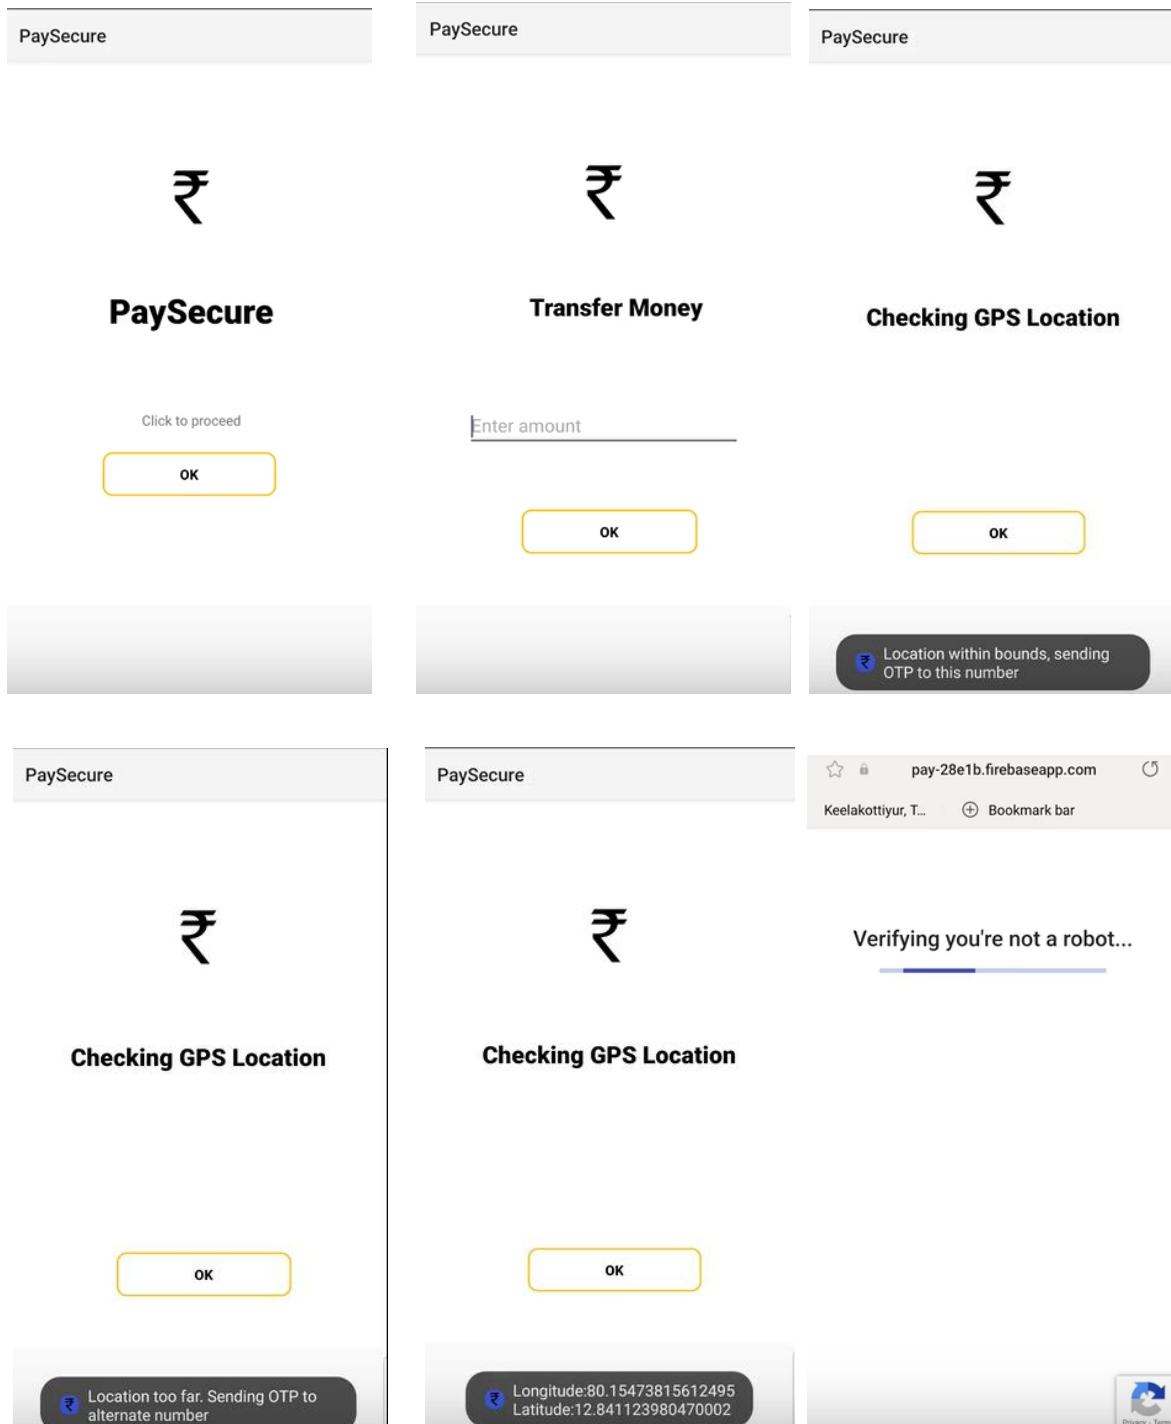 PaySecure
₹
PaySecure
Click to proceed
OK
PaySecure
₹
Transfer Money
Enter amount
OK
PaySecure
₹
Checking GPS Location
OK
₹
Location within bounds, sending
OTP to this number
PaySecure
₹
Checking GPS Location
OK
₹
Location too far. Sending OTP to
alternate number
PaySecure
₹
Checking GPS Location
OK
₹
Longitude:80.15473815612495
Latitude:12.841123980470002
pay-28e1b.firebaseapp.com
Keelakottiyur, T... Bookmark bar
Verifying you're not a robot...